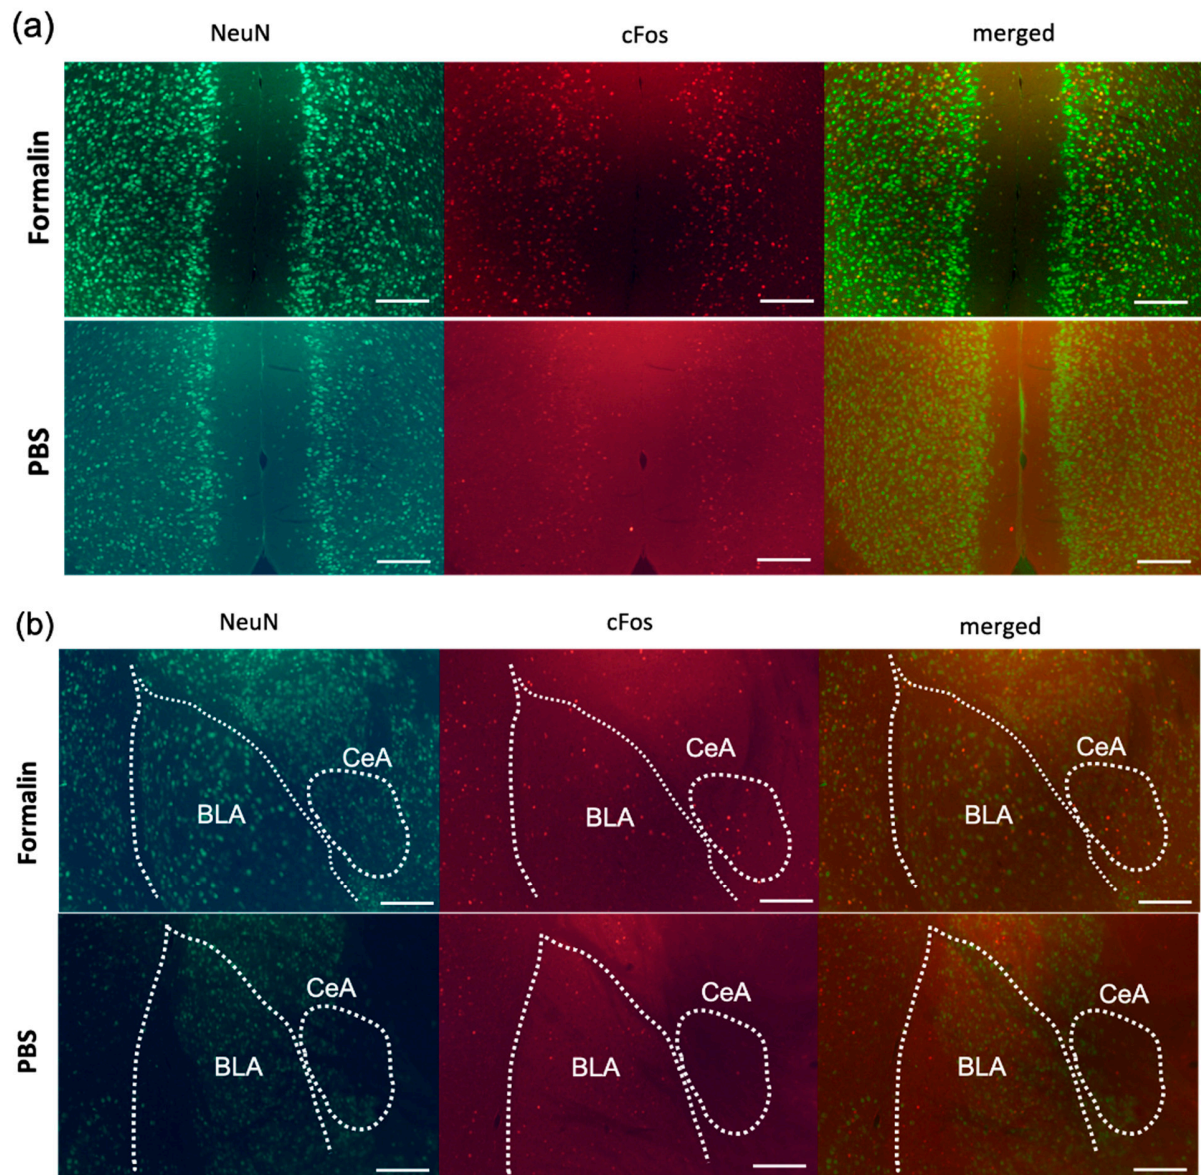 (a)
NeuN cFos merged
Formalin
PBS
(b)
NeuN cFos merged
Formalin
CeA CeA CeA
BLA BLA BLA
PBS
CeA CeA CeA
BLA BLA BLA